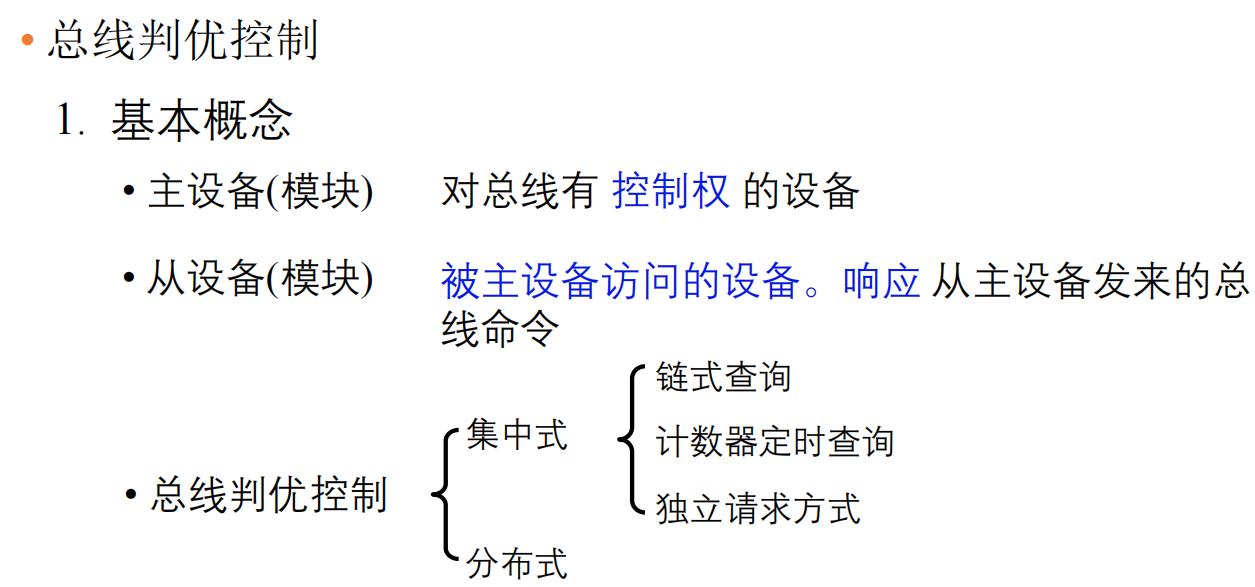 • 总线判优控制
1. 基本概念
• 主设备(模块) 对总线有 控制权 的设备
• 从设备(模块) 被主设备访问的设备。响应 从主设备发来的总
线命令
链式查询
集中式
计数器定时查询
• 总线判优控制
独立请求方式
分布式